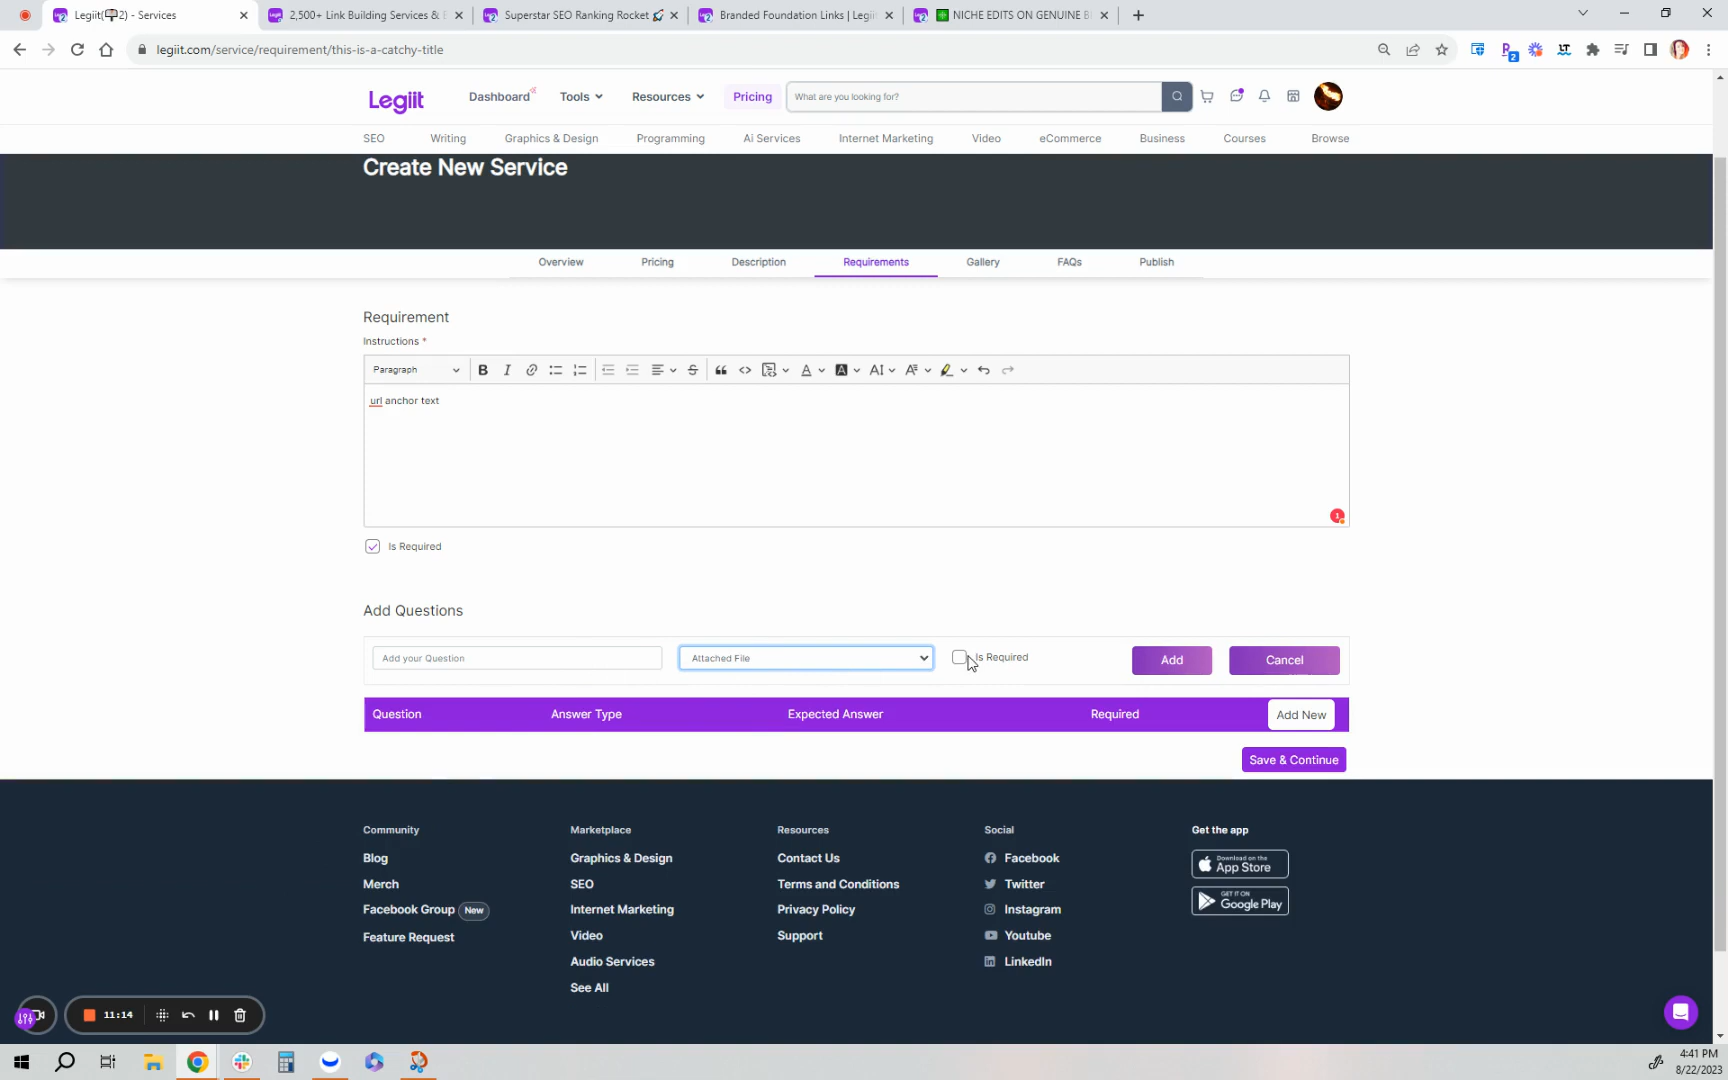 Legiit(2) - Services
2,500+ Link Building Services &
Superstar SEO Ranking Rocket
Branded Foundation Links | Legiit
NICHE EDITS ON GENUINE B
legiit.com/service/requirement/this-is-a-catchy-title
2
Legiit
Dashboard
Tools
Resources
Pricing
What are you looking for?
SEO
Writing
Graphics & Design
Programming
Ai Services
Internet Marketing
Video
eCommerce
Business
Courses
Browse
Create New Service
Overview
Pricing
Description
Requirements
Gallery
FAQs
Publish
Requirement
Instructions *
Paragraph
url anchor text
1
Is Required
Add Questions
Add your Question
Attached File
Is Required
Add
Cancel
Question
Answer Type
Expected Answer
Required
Add New
Save & Continue
Community
Blog
Merch
Facebook Group New
Feature Request
Marketplace
Graphics & Design
SEO
Internet Marketing
Video
Audio Services
See All
Resources
Contact Us
Terms and Conditions
Privacy Policy
Support
Social
Facebook
Twitter
Instagram
Youtube
LinkedIn
Get the app
Download on the
App Store
GET IT ON
Google Play
11:14
4:41 PM
8/22/2023